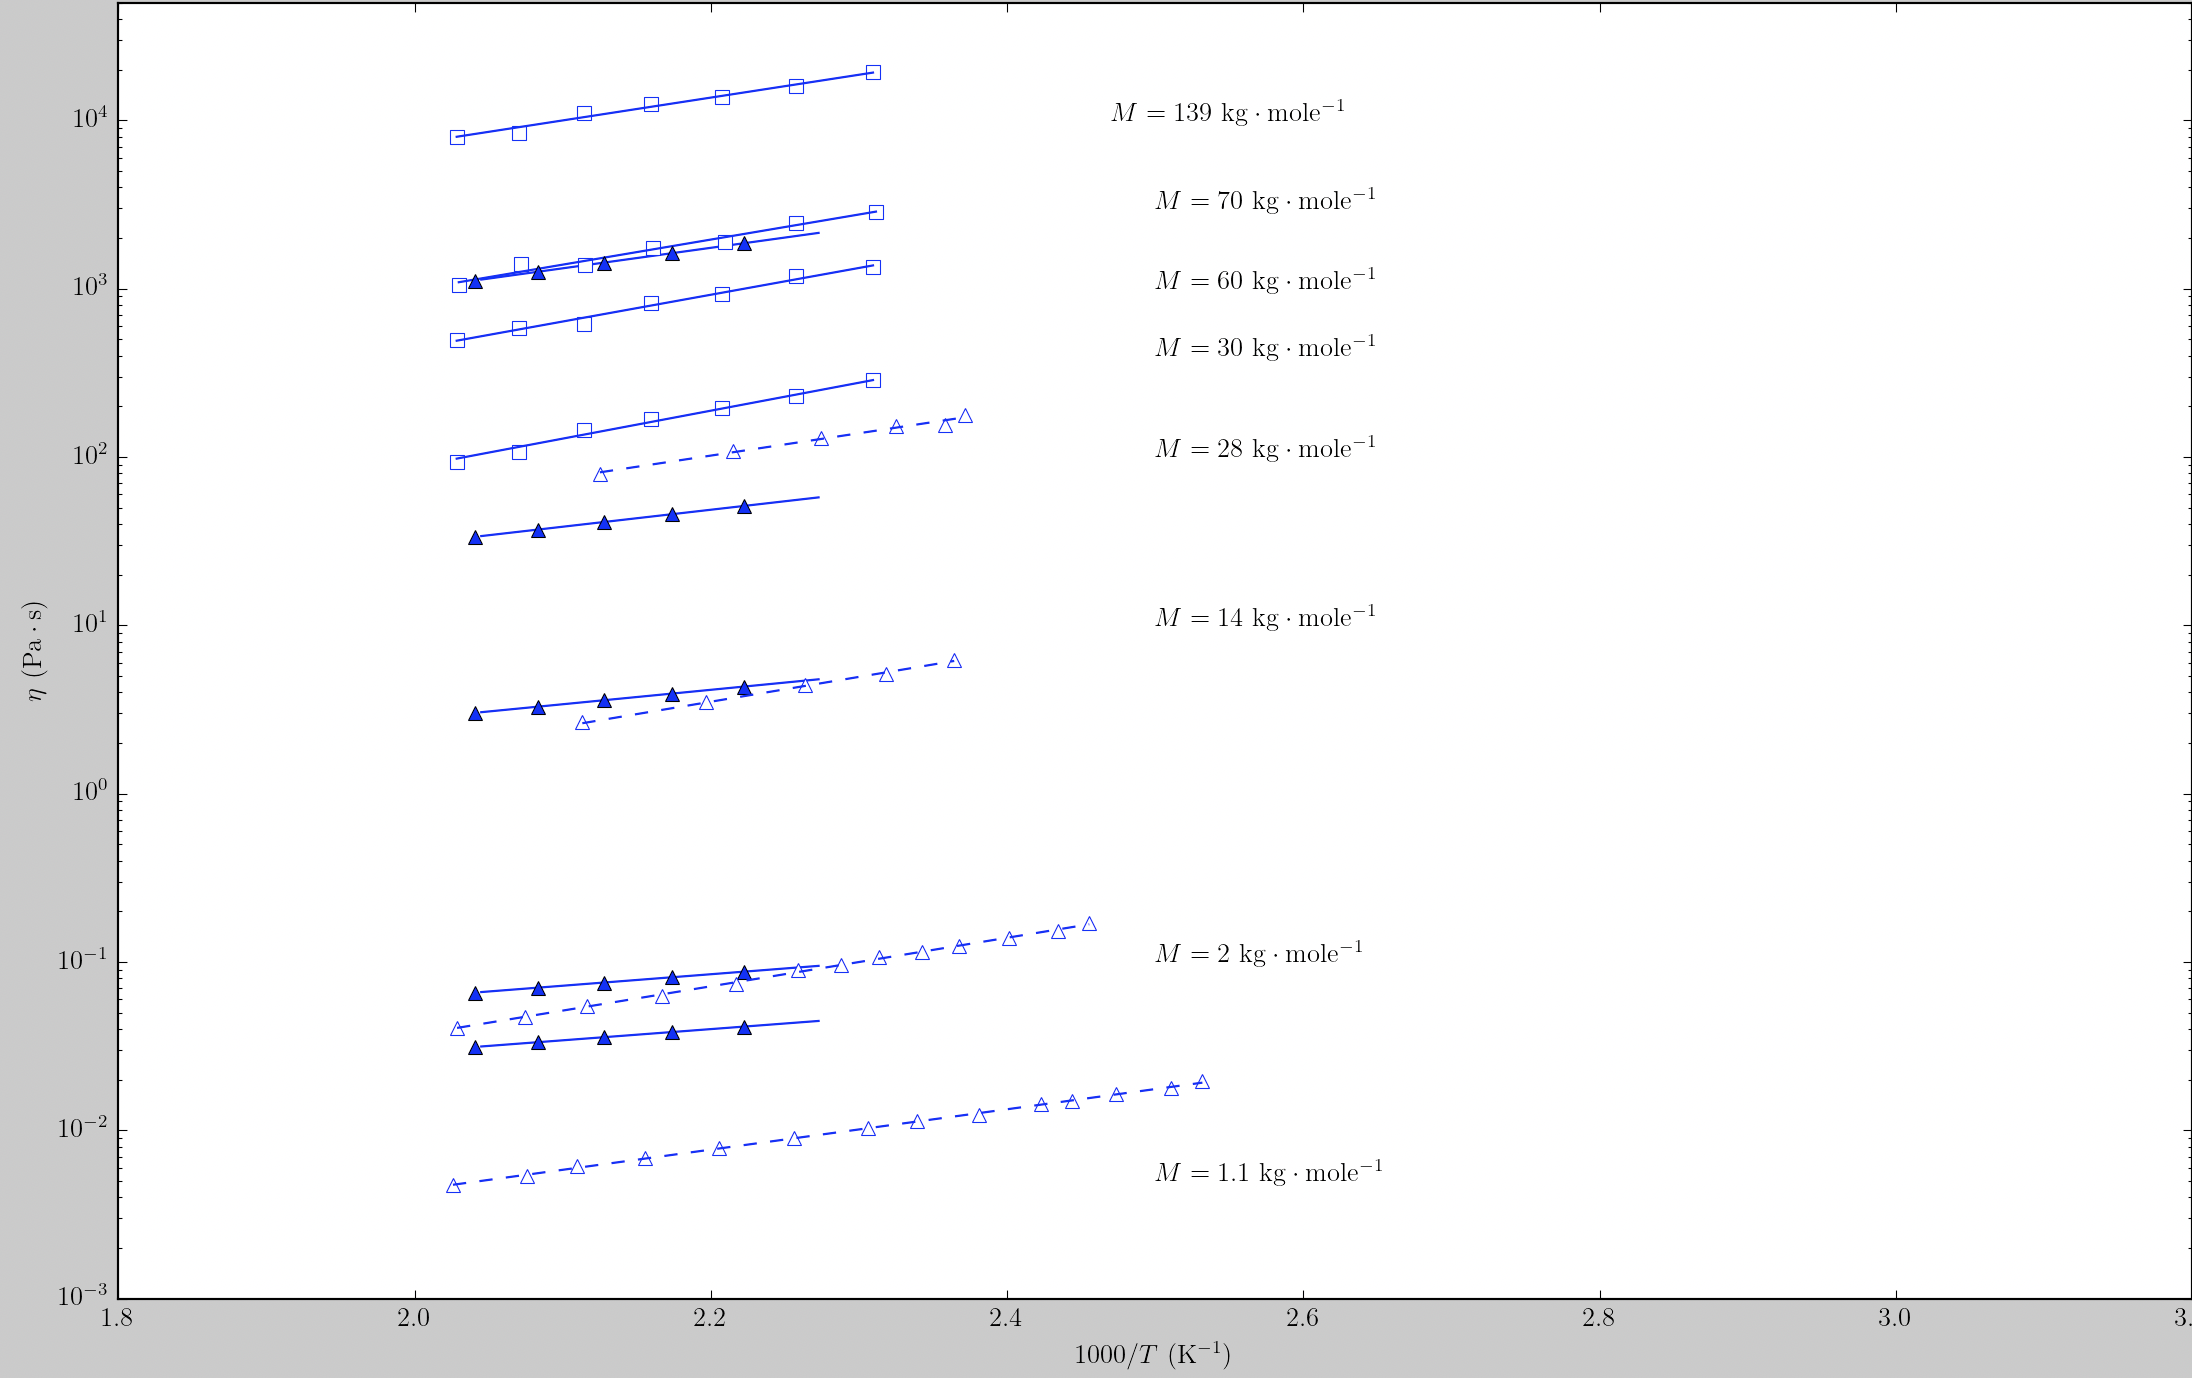 10⁴
M = 139 kg · mole⁻¹
M = 70 kg · mole⁻¹
10³
M = 60 kg · mole⁻¹
M = 30 kg · mole⁻¹
10²
M = 28 kg · mole⁻¹
10¹
M = 14 kg · mole⁻¹
η (Pa · s)
10⁰
10⁻¹
M = 2 kg · mole⁻¹
10⁻²
M = 1.1 kg · mole⁻¹
10⁻³
1.8 2.0 2.2 2.4 2.6 2.8 3.0 3.
1000/T (K⁻¹)